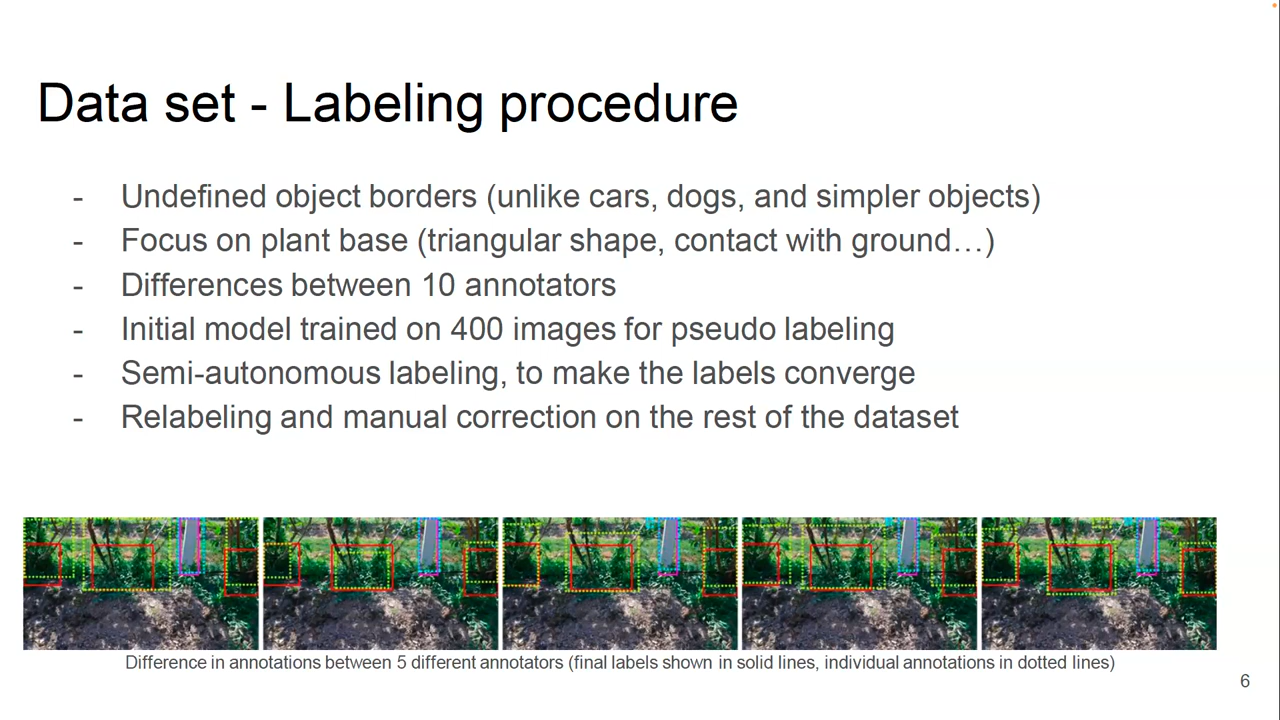 Data set - Labeling procedure
- Undefined object borders (unlike cars, dogs, and simpler objects)
- Focus on plant base (triangular shape, contact with ground…)
- Differences between 10 annotators
- Initial model trained on 400 images for pseudo labeling
- Semi-autonomous labeling, to make the labels converge
- Relabeling and manual correction on the rest of the dataset
Difference in annotations between 5 different annotators (final labels shown in solid lines, individual annotations in dotted lines)
6